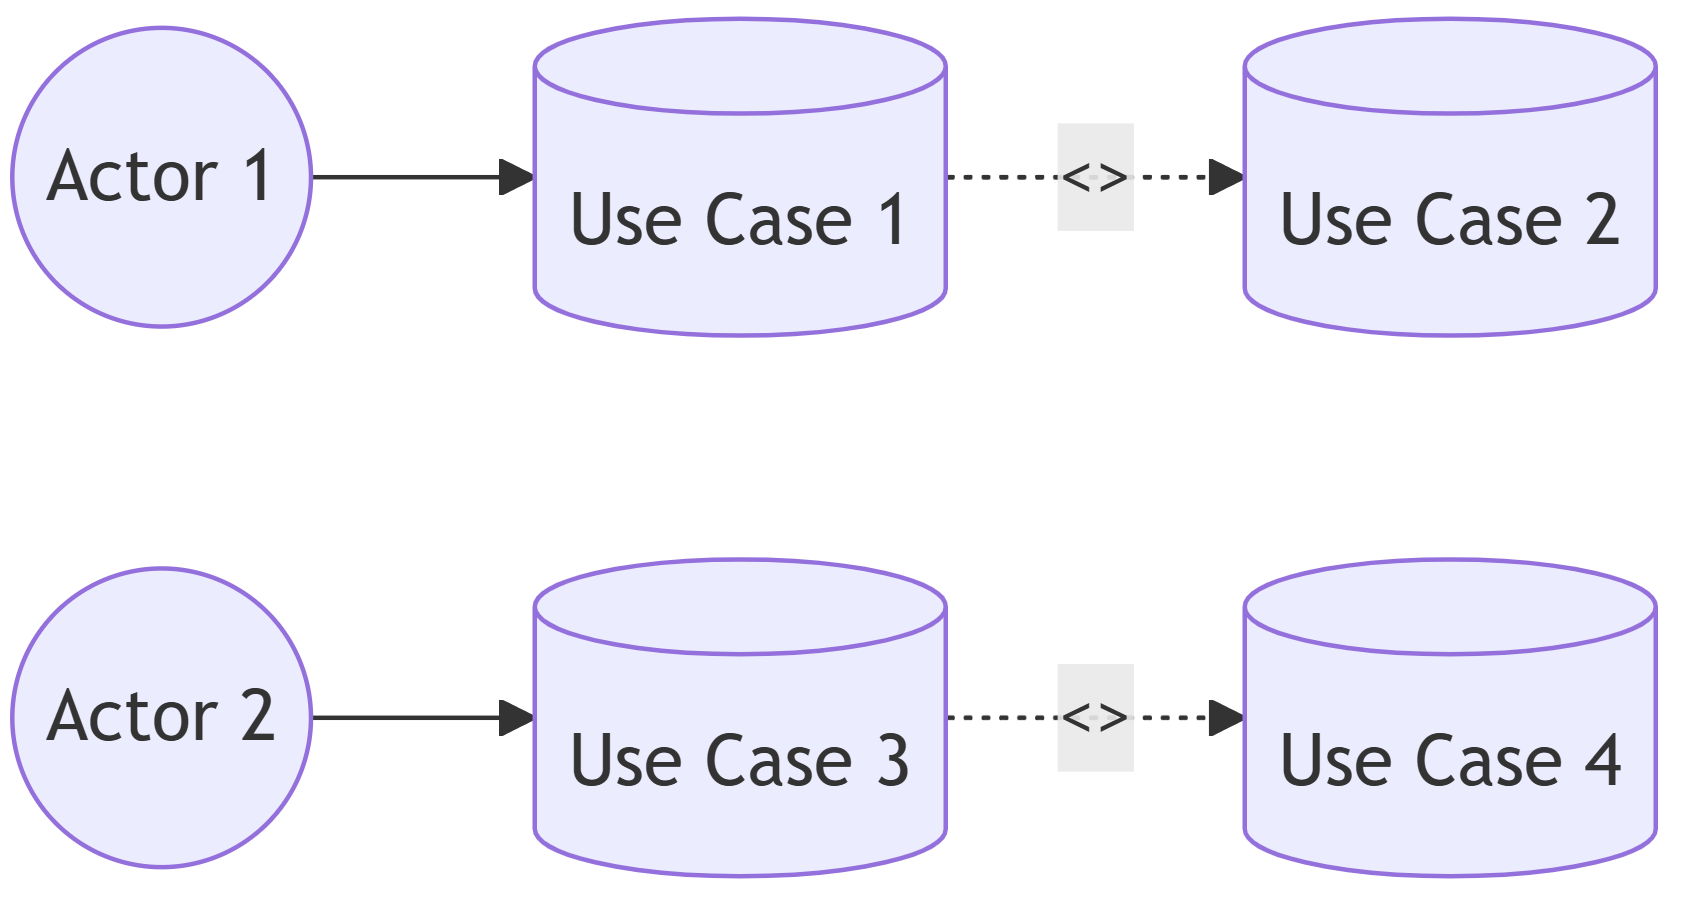 Actor 1
Use Case 1
<>
Use Case 2
Actor 2
Use Case 3
<>
Use Case 4